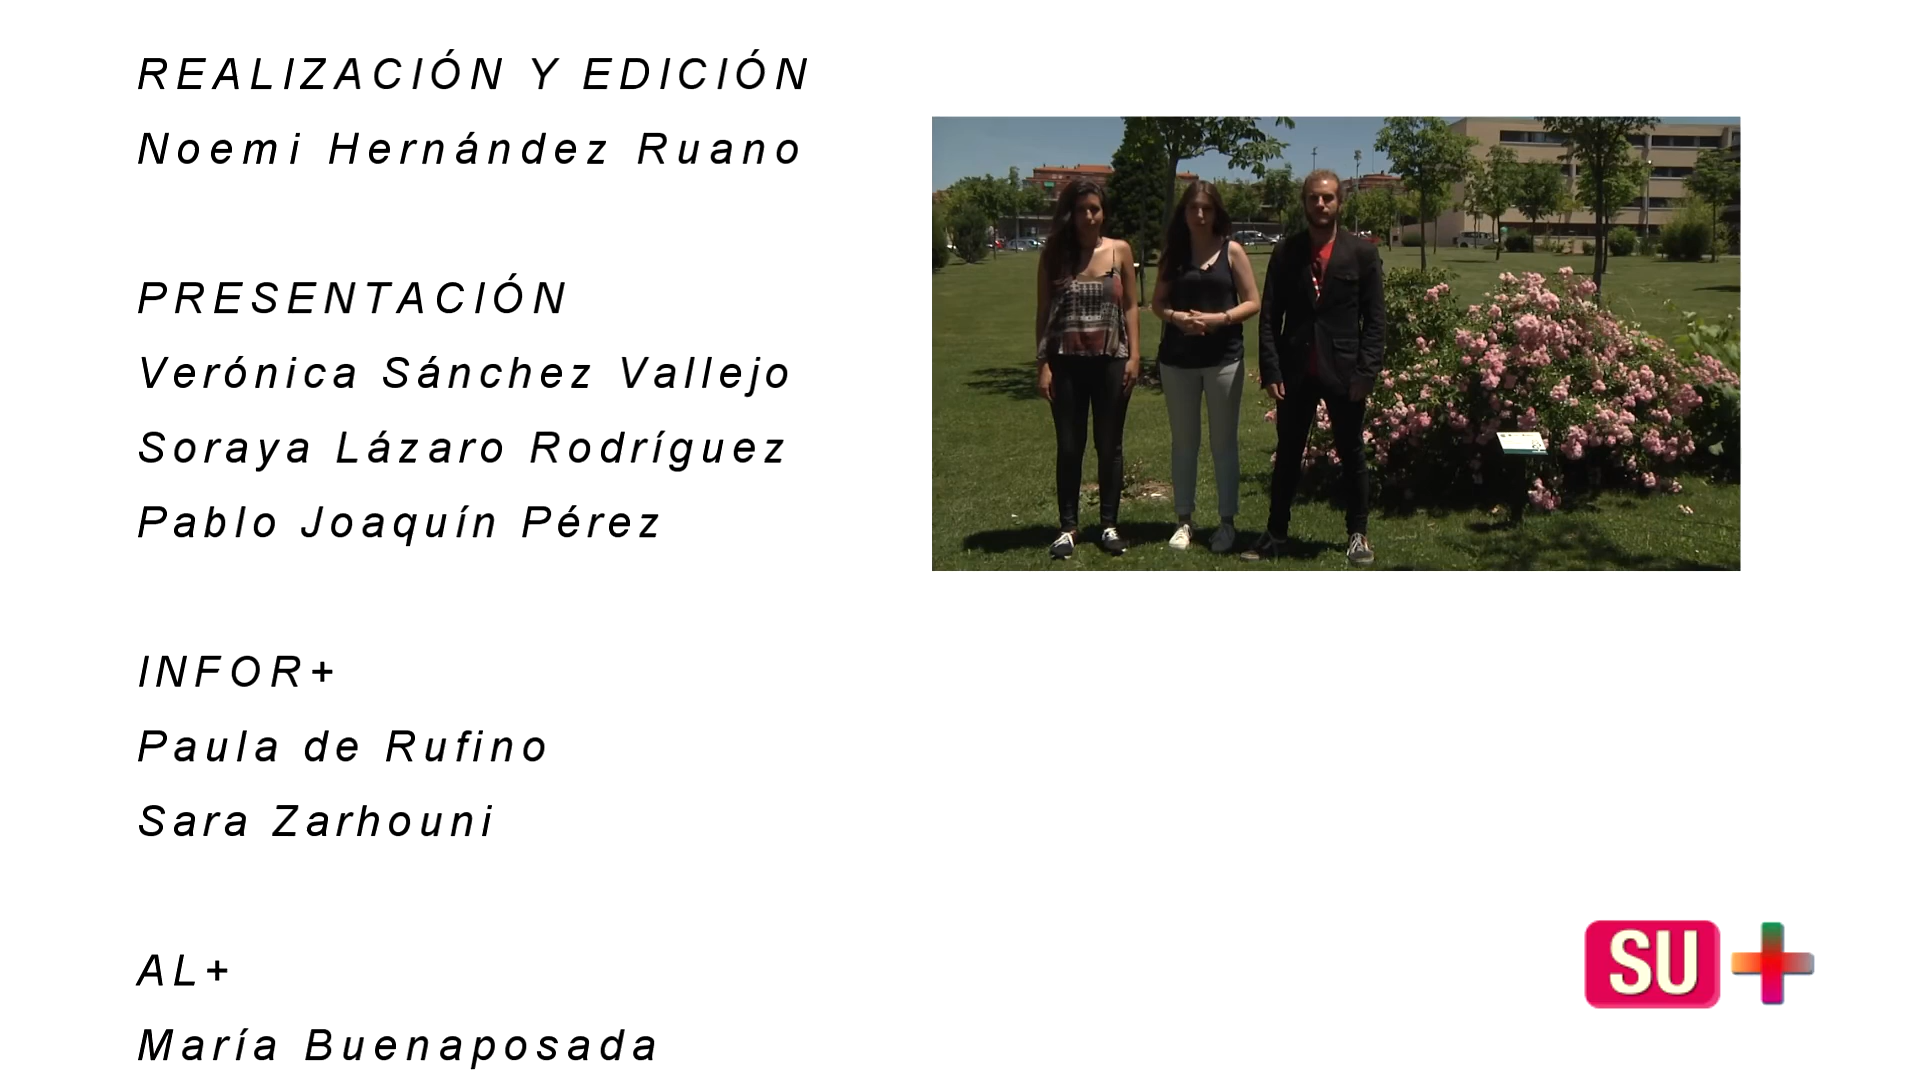 REALIZACIÓN Y EDICIÓN
Noemi Hernández Ruano
PRESENTACIÓN
Verónica Sánchez Vallejo
Soraya Lázaro Rodríguez
Pablo Joaquín Pérez
INFOR+
Paula de Rufino
Sara Zarhouni
AL+
María Buenaposada
SU+